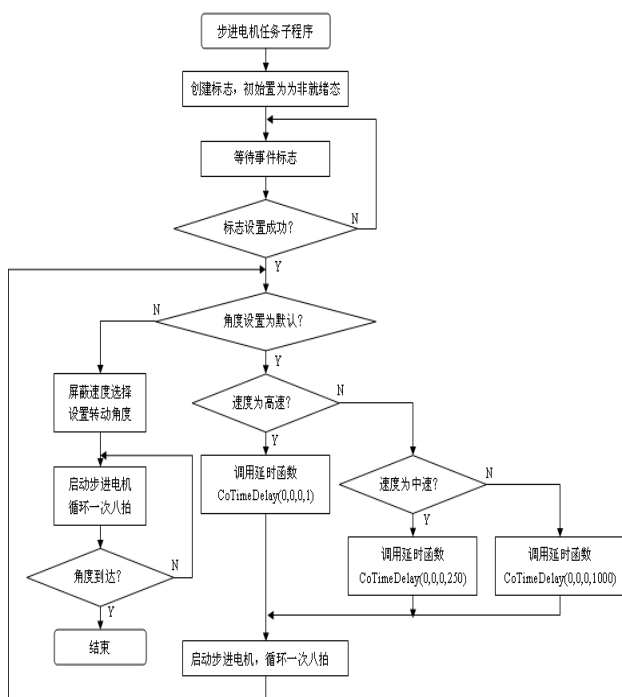 步进电机任务子程序
创建标志，初始置为为非就绪态
等待事件标志
标志设置成功？
N
Y
角度设置为默认？
N
Y
屏蔽速度选择
设置转动角度
速度为高速？
N
Y
启动步进电机
循环一次八拍
调用延时函数
CoTimeDelay(0,0,0,1)
速度为中速？
N
Y
角度到达？
N
Y
调用延时函数
CoTimeDelay(0,0,0,250)
调用延时函数
CoTimeDelay(0,0,0,1000)
结束
启动步进电机，循环一次八拍